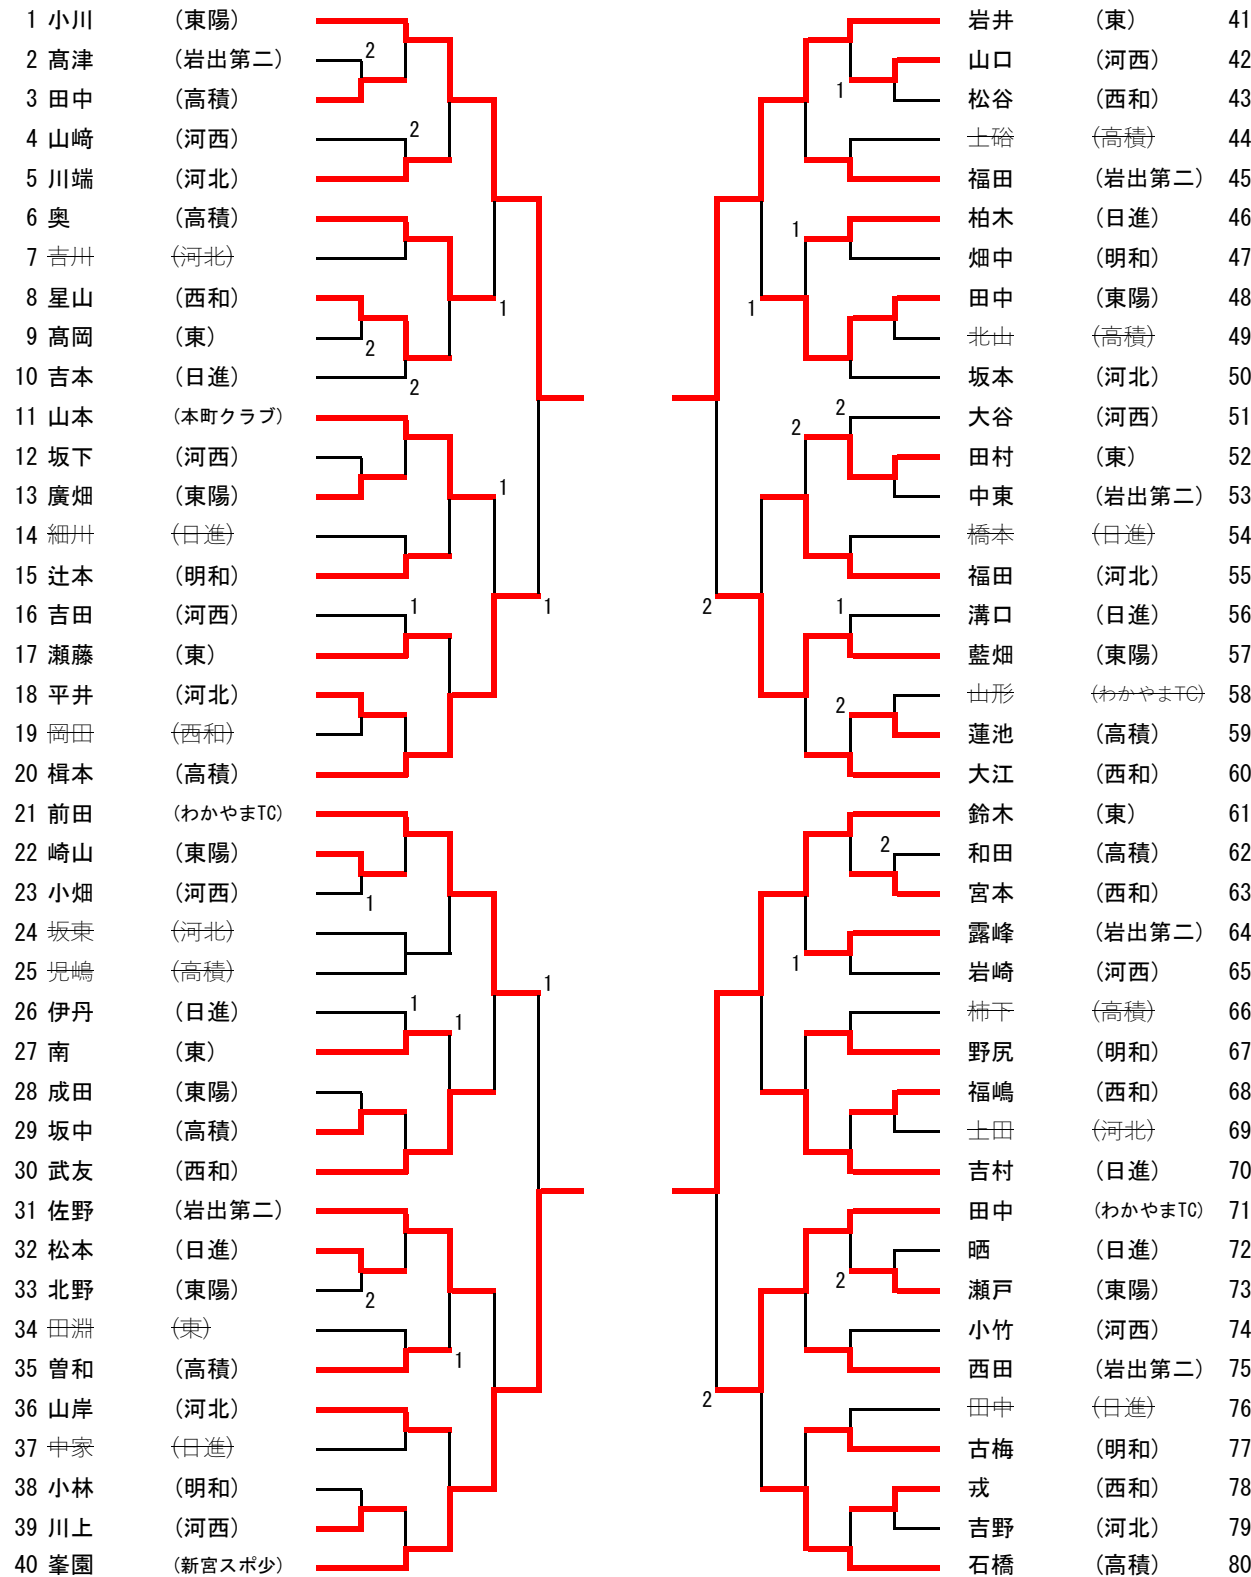 1 小川 (東陽)
2 髙津 (岩出第二)
3 田中 (高積)
4 山﨑 (河西)
5 川端 (河北)
6 奥 (高積)
7 吉川 (河北)
8 星山 (西和)
9 髙岡 (東)
10 吉本 (日進)
11 山本 (本町クラブ)
12 坂下 (河西)
13 廣畑 (東陽)
14 細川 (日進)
15 辻本 (明和)
16 吉田 (河西)
17 瀬藤 (東)
18 平井 (河北)
19 岡田 (西和)
20 楫本 (高積)
21 前田 (わかやまTC)
22 崎山 (東陽)
23 小畑 (河西)
24 坂東 (河北)
25 児嶋 (高積)
26 伊丹 (日進)
27 南 (東)
28 成田 (東陽)
29 坂中 (高積)
30 武友 (西和)
31 佐野 (岩出第二)
32 松本 (日進)
33 北野 (東陽)
34 田淵 (東)
35 曽和 (高積)
36 山岸 (河北)
37 中家 (日進)
38 小林 (明和)
39 川上 (河西)
40 峯園 (新宮スポ少)
2
2
1
2
2
1
1
1
1
1
1
1
2
1
岩井 (東) 41
山口 (河西) 42
松谷 (西和) 43
土硲 (高積) 44
福田 (岩出第二) 45
柏木 (日進) 46
畑中 (明和) 47
田中 (東陽) 48
北山 (高積) 49
坂本 (河北) 50
大谷 (河西) 51
田村 (東) 52
中東 (岩出第二) 53
橋本 (日進) 54
福田 (河北) 55
溝口 (日進) 56
藍畑 (東陽) 57
山形 (わかやまTC) 58
蓮池 (高積) 59
大江 (西和) 60
鈴木 (東) 61
和田 (高積) 62
宮本 (西和) 63
露峰 (岩出第二) 64
岩崎 (河西) 65
柿下 (高積) 66
野尻 (明和) 67
福嶋 (西和) 68
上田 (河北) 69
吉村 (日進) 70
田中 (わかやまTC) 71
晒 (日進) 72
瀬戸 (東陽) 73
小竹 (河西) 74
西田 (岩出第二) 75
田中 (日進) 76
古梅 (明和) 77
戎 (西和) 78
吉野 (河北) 79
石橋 (高積) 80
1
1
1
2
2
2
1
2
2
1
2
2